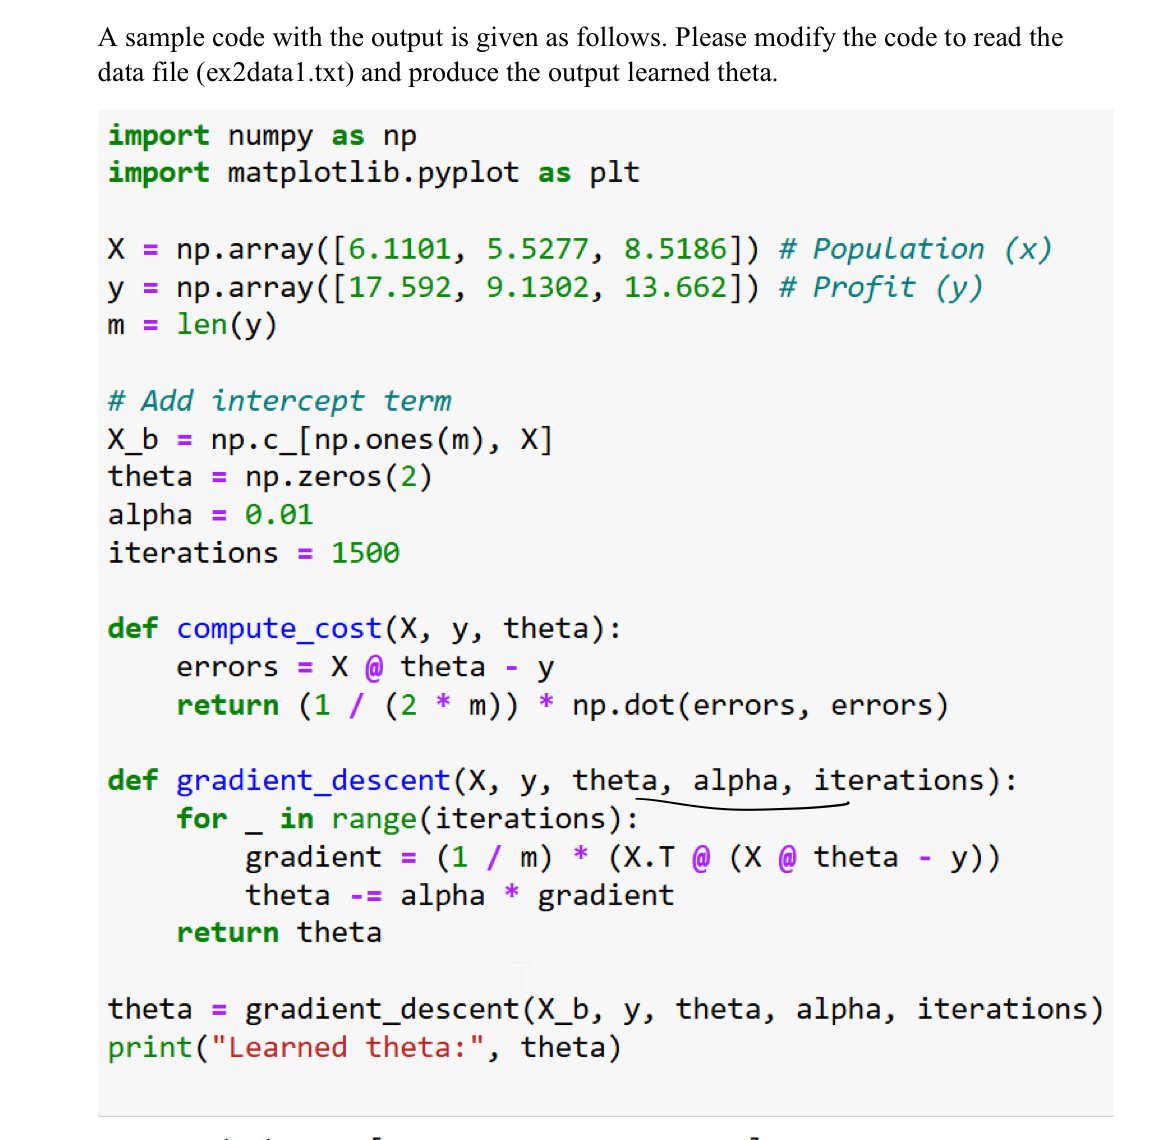 A sample code with the output is given as follows. Please modify the code to read the
data file (ex2data1.txt) and produce the output learned theta.
import numpy as np
import matplotlib.pyplot as plt
X = np.array([6.1101, 5.5277, 8.5186]) # Population (x)
y = np.array([17.592, 9.1302, 13.662]) # Profit (y)
m = len(y)
# Add intercept term
X_b = np.c_[np.ones(m), X]
theta = np.zeros(2)
alpha = 0.01
iterations = 1500
def compute_cost(X, y, theta):
    errors = X @ theta - y
    return (1 / (2 * m)) * np.dot(errors, errors)
def gradient_descent(X, y, theta, alpha, iterations):
    for _ in range(iterations):
        gradient = (1 / m) * (X.T @ (X @ theta - y))
        theta -= alpha * gradient
    return theta
theta = gradient_descent(X_b, y, theta, alpha, iterations)
print("Learned theta:", theta)